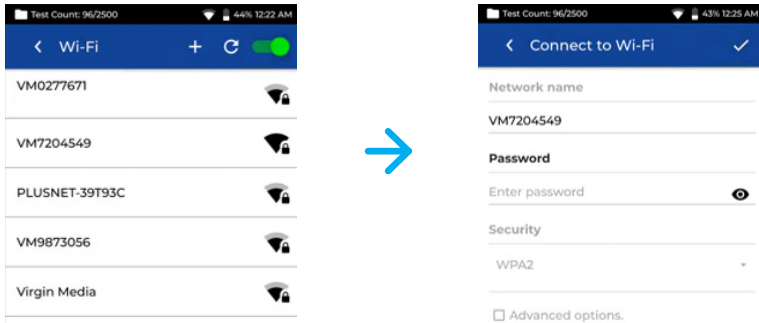 Test Count: 96/2500 44% 12:22 AM
Wi-Fi
VM0277671
VM7204549
PLUSNET-39T93C
VM9873056
Virgin Media
Test Count: 96/2500 43% 12:25 AM
Connect to Wi-Fi
Network name
VM7204549
Password
Enter password
Security
WPA2
Advanced options.